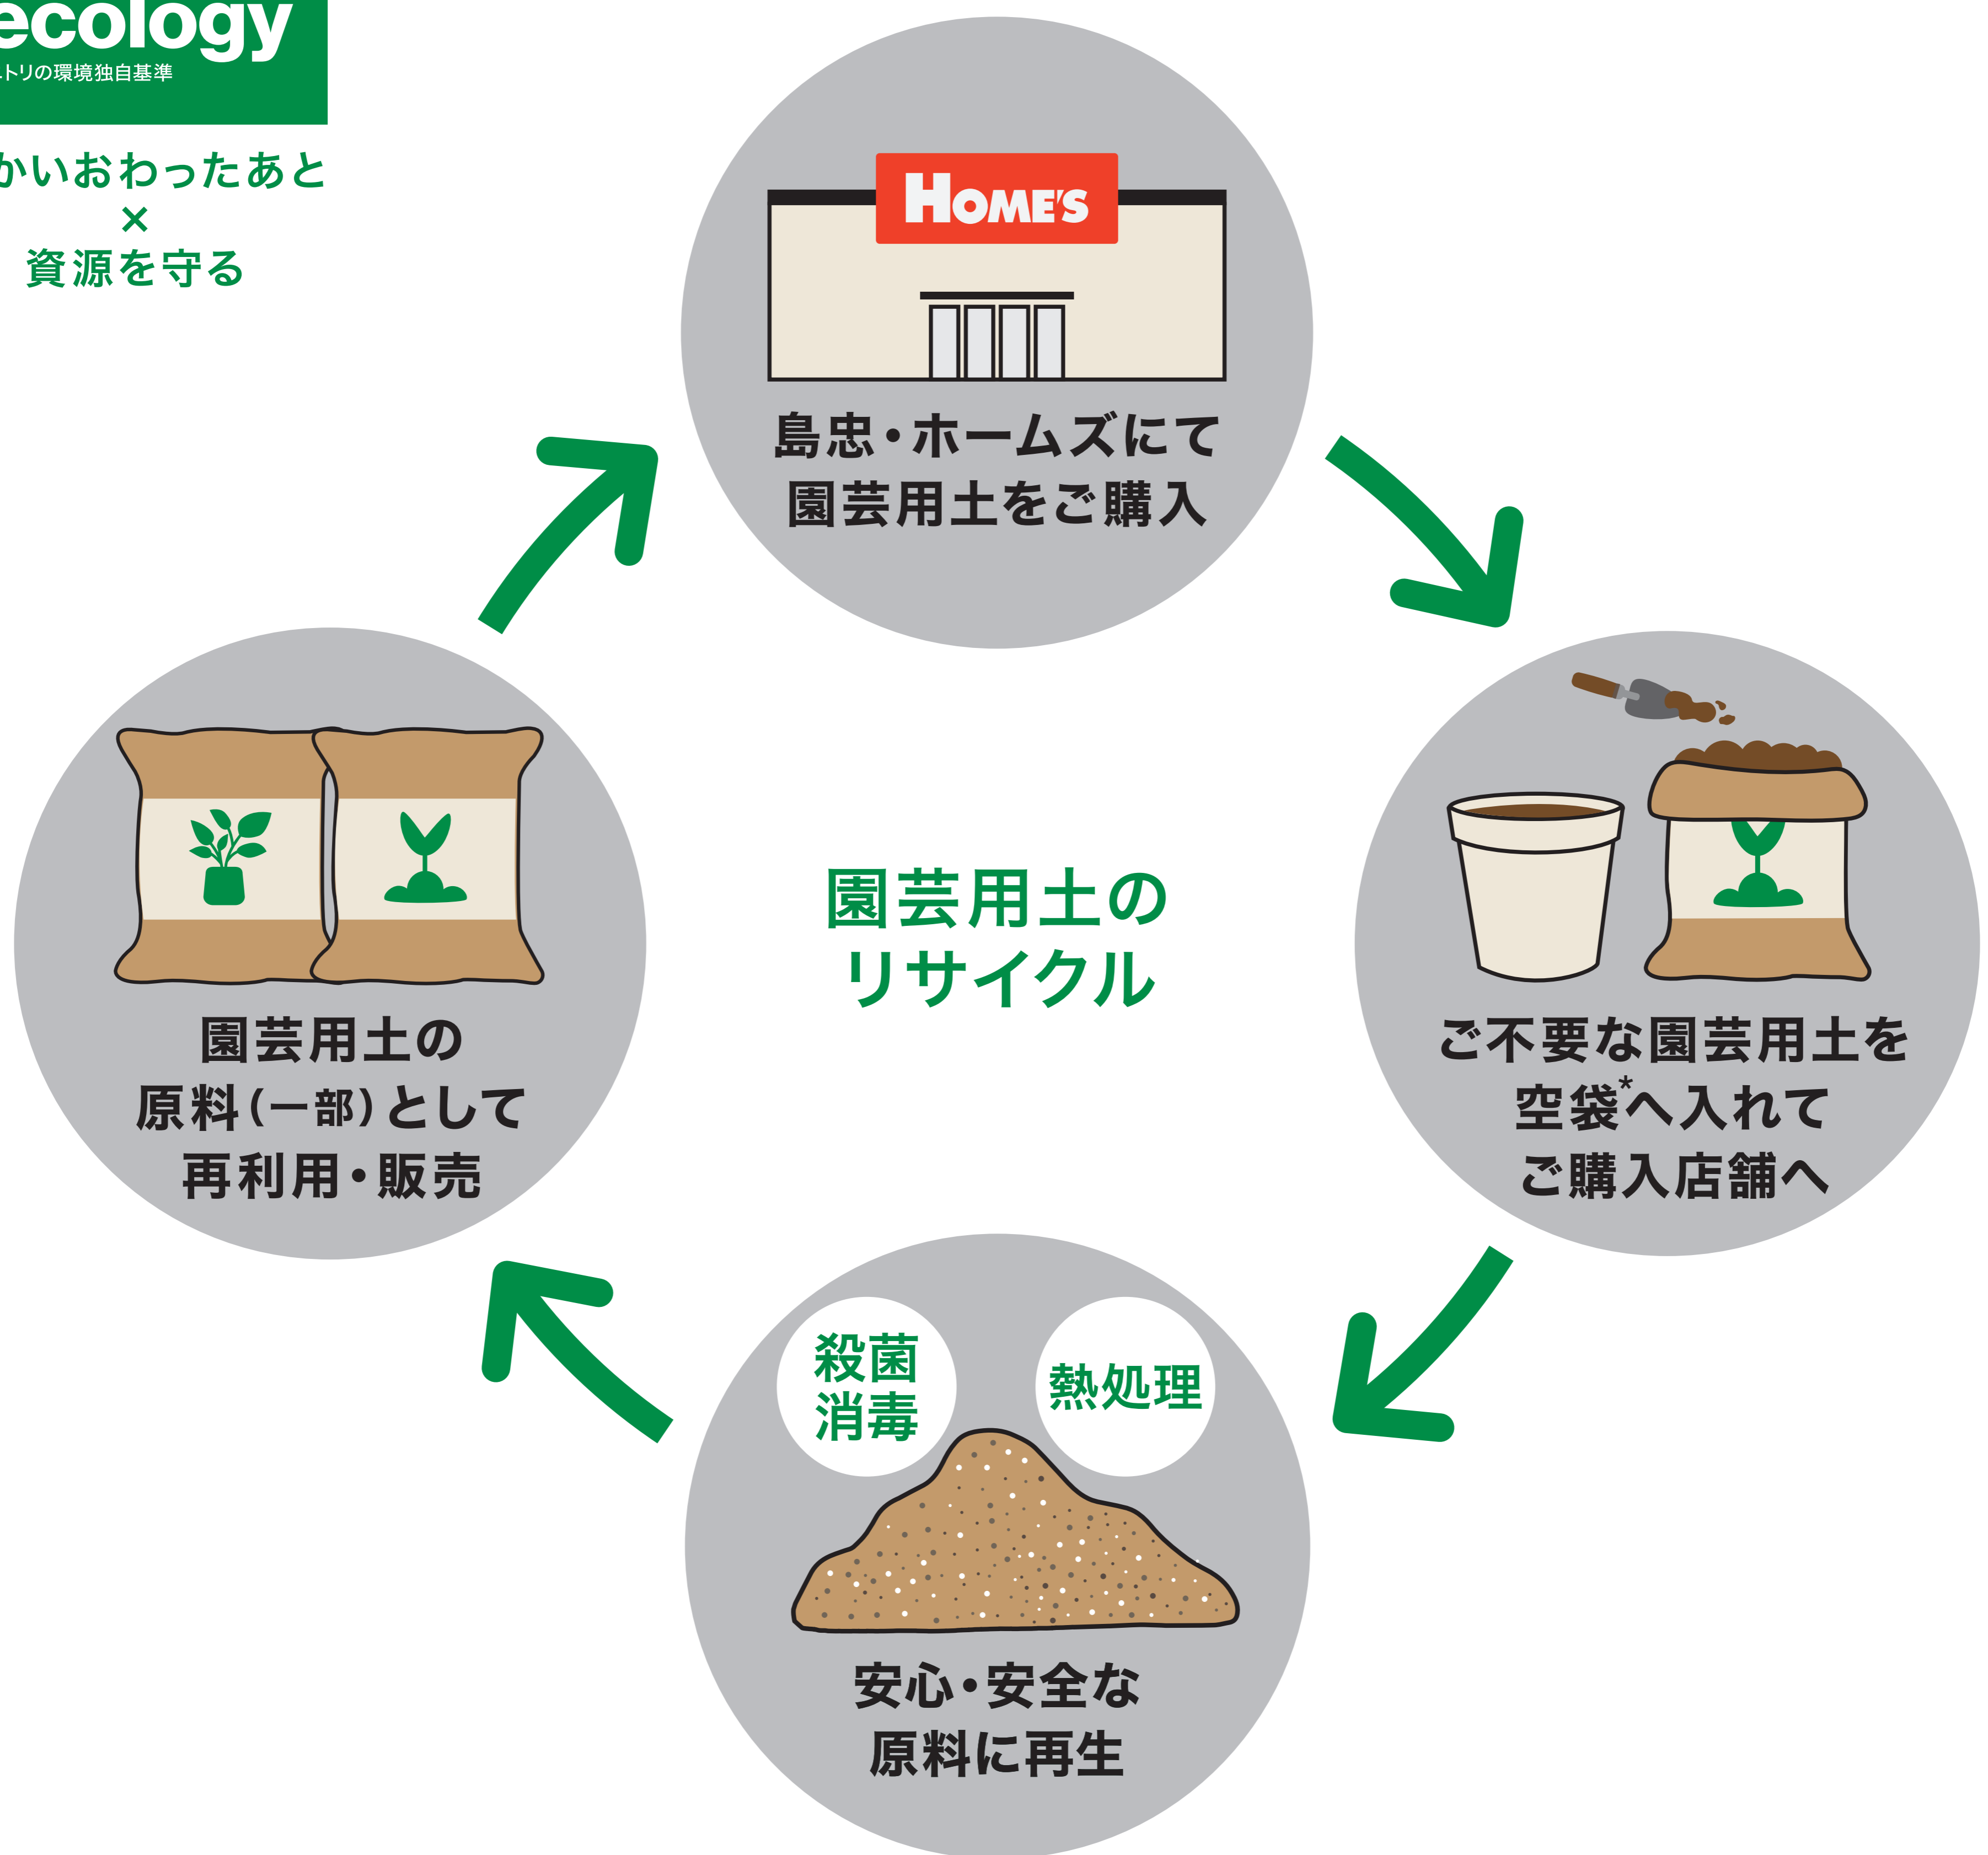 ecology
トリの環境独自基準
かいおわったあと
×
資源を守る
HOME'S
島忠・ホームズにて
園芸用土をご購入
ご不要な園芸用土を
空袋*へ入れて
ご購入店舗へ
園芸用土の
リサイクル
園芸用土の
原料(一部)として
再利用・販売
殺菌
消毒
熱処理
安心・安全な
原料に再生